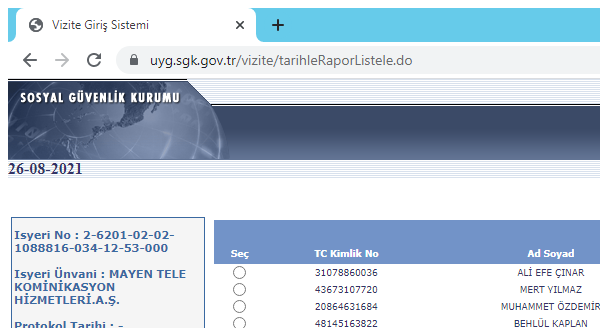 Vizite Giriş Sistemi
uyg.sgk.gov.tr/vizite/tarihleRaporListele.do
SOSYAL GÜVENLİK KURUMU
26-08-2021
Isyeri No : 2-6201-02-02-
1088816-034-12-53-000
Isyeri Ünvani : MAYEN TELE
KOMİNİKASYON
HİZMETLERİ.A.Ş.
Protokol Tarihi : -
Seç TC Kimlik No Ad Soyad
31078860036 ALİ EFE ÇINAR
43673107720 MERT YILMAZ
20864631684 MUHAMMET ÖZDEMİR
48145163822 BEHLÜL KAPLAN